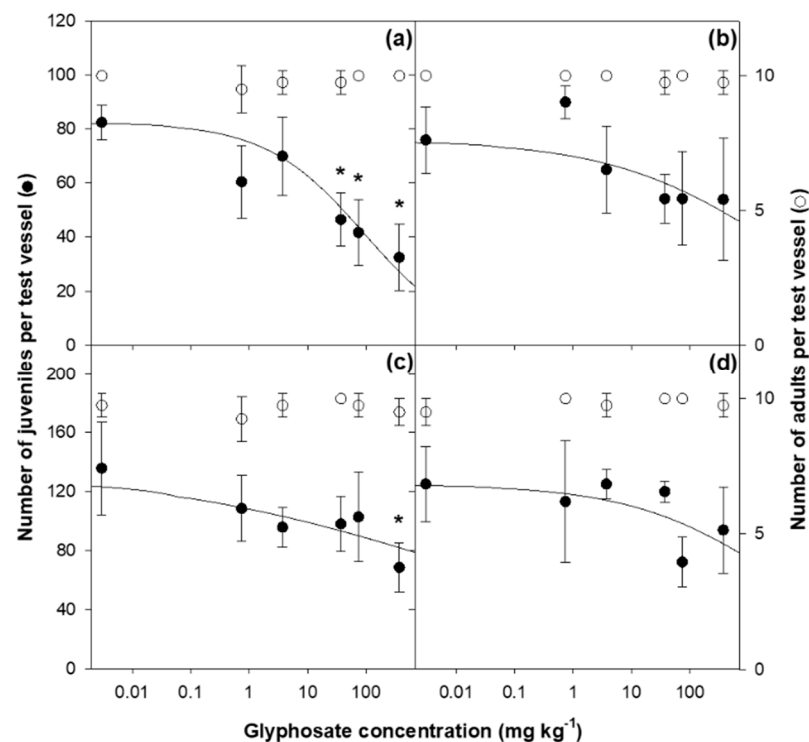 120
100
80
60
40
20
0
(a)
* * *
(b)
10
5
0
200
160
120
80
40
0
(c)
*
(d)
10
5
0
0.01 0.1 1 10 100
0.01 0.1 1 10 100
Number of juveniles per test vessel (●)
Number of adults per test vessel (○)
Glyphosate concentration (mg kg⁻¹)